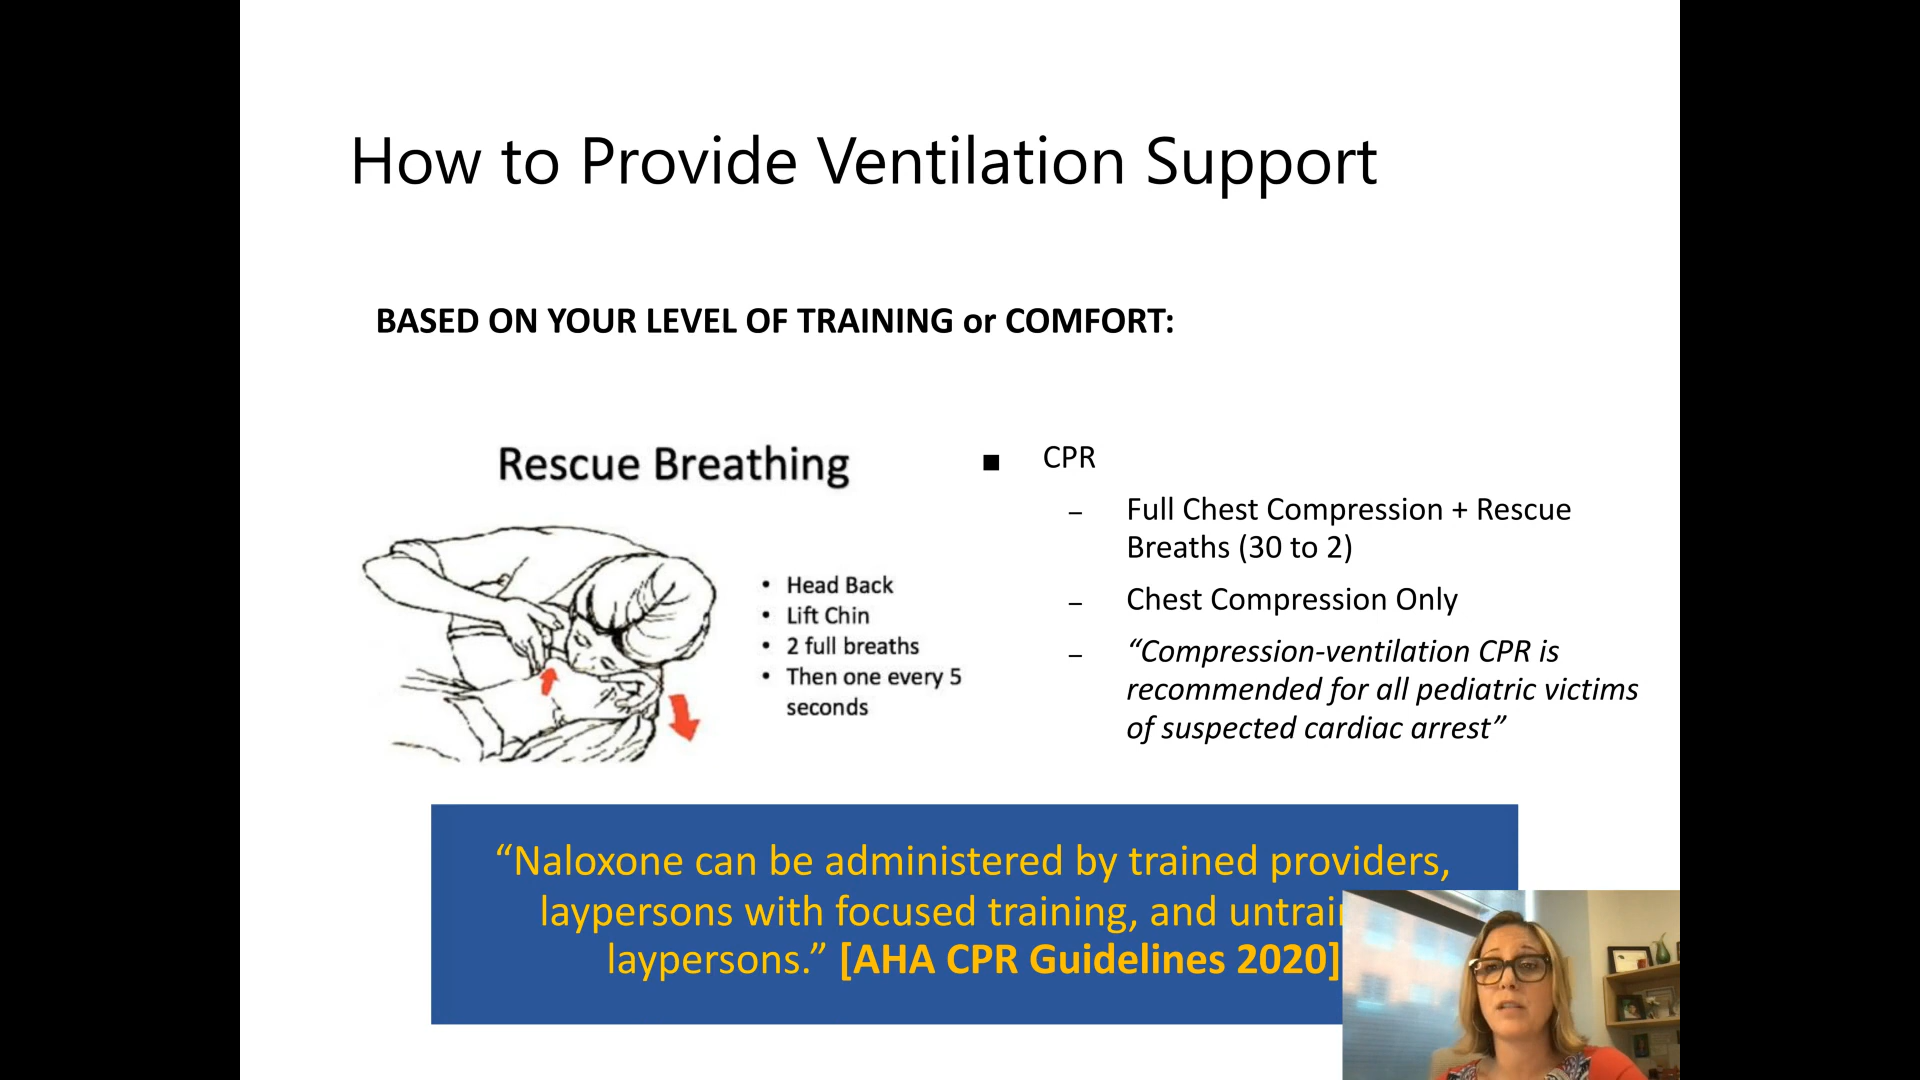 How to Provide Ventilation Support
BASED ON YOUR LEVEL OF TRAINING or COMFORT:
Rescue Breathing
• Head Back
• Lift Chin
• 2 full breaths
• Then one every 5
seconds
■ CPR
– Full Chest Compression + Rescue
Breaths (30 to 2)
– Chest Compression Only
– “Compression-ventilation CPR is
recommended for all pediatric victims
of suspected cardiac arrest”
“Naloxone can be administered by trained providers,
laypersons with focused training, and
laypersons.” [AHA CPR Guidelines 2020]